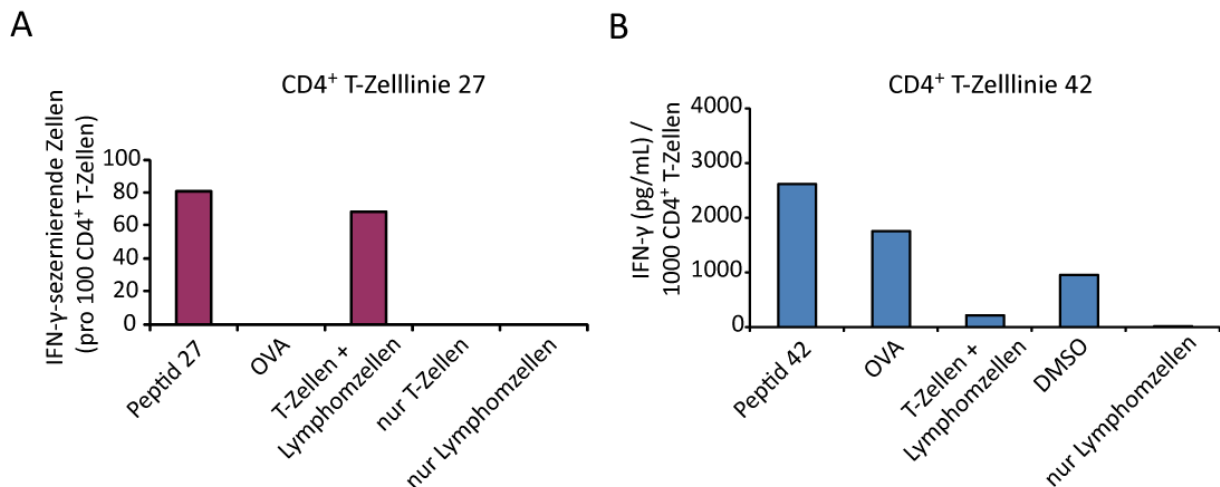 A
CD4⁺ T-Zelllinie 27
IFN-γ-sezernierende Zellen
(pro 100 CD4⁺ T-Zellen)
100
80
60
40
20
0
Peptid 27
OVA
T-Zellen +
Lymphomzellen
nur T-Zellen
nur Lymphomzellen
B
CD4⁺ T-Zelllinie 42
IFN-γ (pg/mL) /
1000 CD4⁺ T-Zellen
4000
3000
2000
1000
0
Peptid 42
OVA
T-Zellen +
Lymphomzellen
DMSO
nur Lymphomzellen